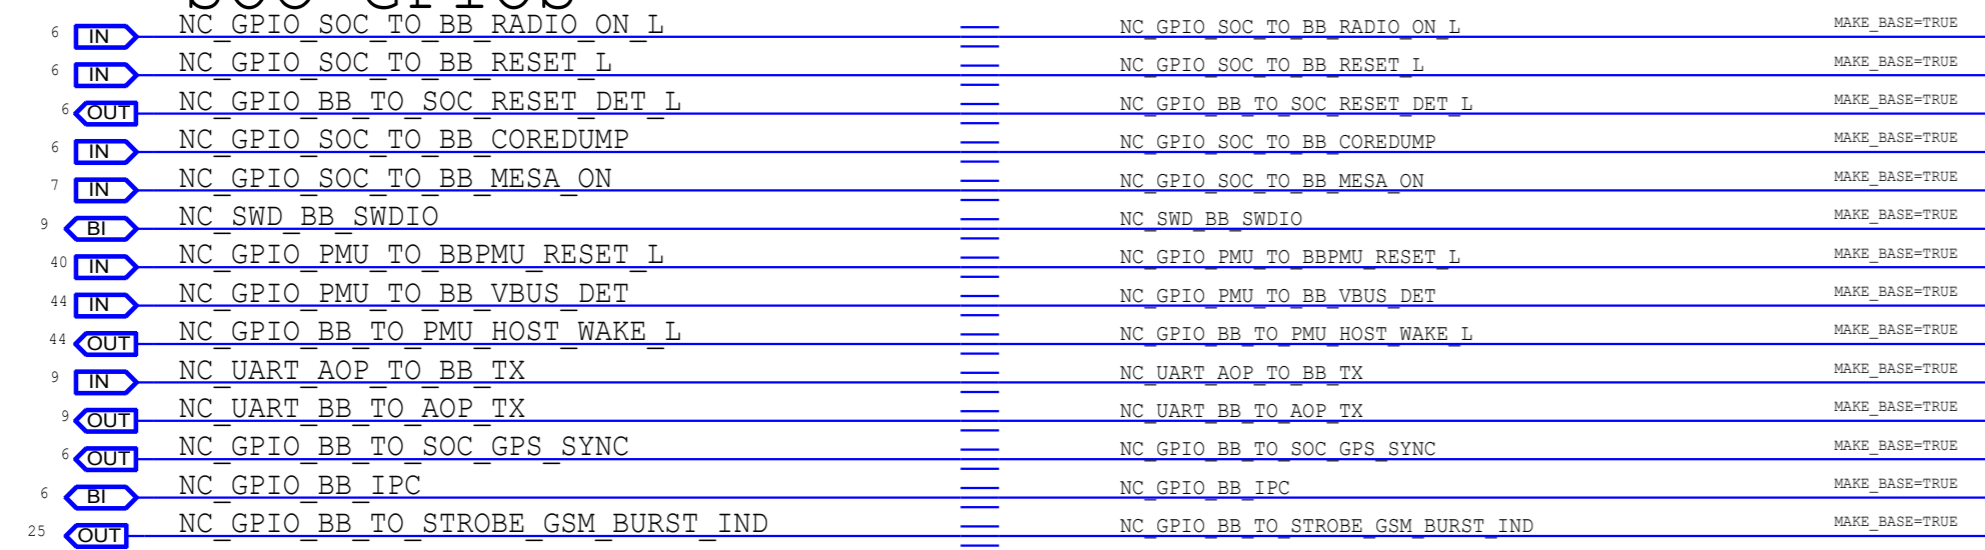 SOC GPIOS
6 IN NC_GPIO_SOC_TO_BB_RADIO_ON_L NC_GPIO_SOC_TO_BB_RADIO_ON_L MAKE_BASE=TRUE
6 IN NC_GPIO_SOC_TO_BB_RESET_L NC_GPIO_SOC_TO_BB_RESET_L MAKE_BASE=TRUE
6 OUT NC_GPIO_BB_TO_SOC_RESET_DET_L NC_GPIO_BB_TO_SOC_RESET_DET_L MAKE_BASE=TRUE
6 IN NC_GPIO_SOC_TO_BB_COREDUMP NC_GPIO_SOC_TO_BB_COREDUMP MAKE_BASE=TRUE
7 IN NC_GPIO_SOC_TO_BB_MESA_ON NC_GPIO_SOC_TO_BB_MESA_ON MAKE_BASE=TRUE
9 BI NC_SWD_BB_SWDIO NC_SWD_BB_SWDIO MAKE_BASE=TRUE
40 IN NC_GPIO_PMU_TO_BBPMU_RESET_L NC_GPIO_PMU_TO_BBPMU_RESET_L MAKE_BASE=TRUE
44 IN NC_GPIO_PMU_TO_BB_VBUS_DET NC_GPIO_PMU_TO_BB_VBUS_DET MAKE_BASE=TRUE
44 OUT NC_GPIO_BB_TO_PMU_HOST_WAKE_L NC_GPIO_BB_TO_PMU_HOST_WAKE_L MAKE_BASE=TRUE
9 IN NC_UART_AOP_TO_BB_TX NC_UART_AOP_TO_BB_TX MAKE_BASE=TRUE
9 OUT NC_UART_BB_TO_AOP_TX NC_UART_BB_TO_AOP_TX MAKE_BASE=TRUE
6 OUT NC_GPIO_BB_TO_SOC_GPS_SYNC NC_GPIO_BB_TO_SOC_GPS_SYNC MAKE_BASE=TRUE
6 BI NC_GPIO_BB_IPC NC_GPIO_BB_IPC MAKE_BASE=TRUE
25 OUT NC_GPIO_BB_TO_STROBE_GSM_BURST_IND NC_GPIO_BB_TO_STROBE_GSM_BURST_IND MAKE_BASE=TRUE